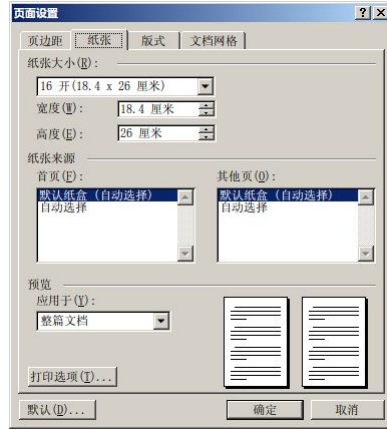 页面设置
页边距 纸张 版式 文档网格
纸张大小(R):
16 开(18.4 x 26 厘米)
宽度(W): 18.4 厘米
高度(E): 26 厘米
纸张来源
首页(F): 其他页(O):
默认纸盒 (自动选择) 默认纸盒 (自动选择)
自动选择 自动选择
预览
应用于(Y):
整篇文档
打印选项(T)...
默认(D)... 确定 取消